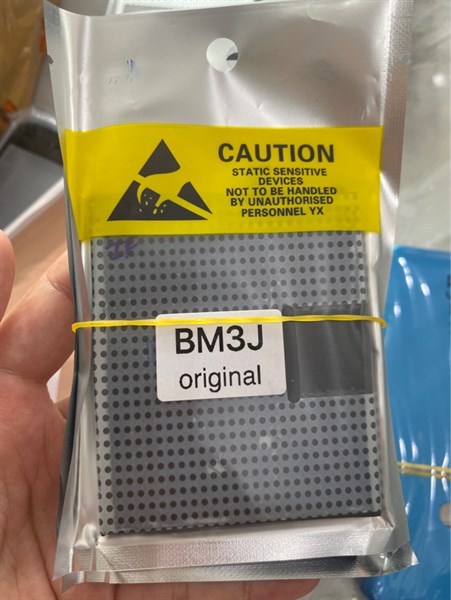 CAUTION
STATIC SENSITIVE
DEVICES
NOT TO BE HANDLED
BY UNAUTHORISED
PERSONNEL YX
BM3J
original